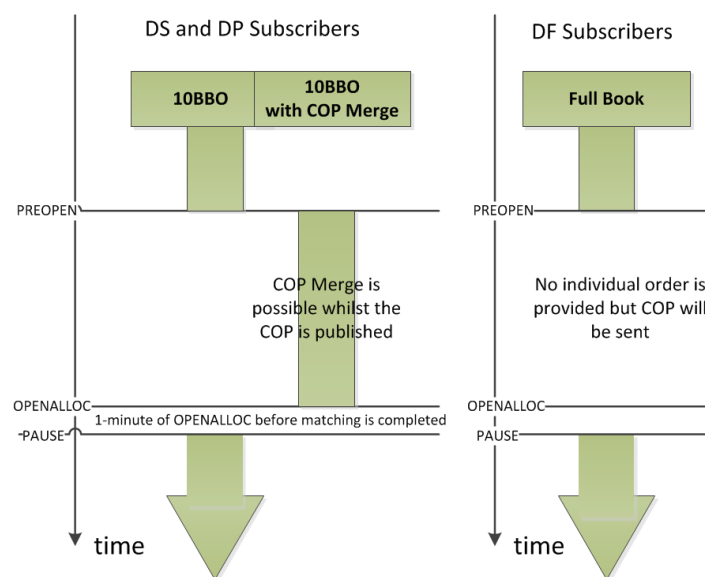 DS and DP Subscribers
10BBO
10BBO
with COP Merge
PREOPEN
COP Merge is
possible whilst the
COP is published
OPENALLOC
1-minute of OPENALLOC before matching is completed
PAUSE
time
DF Subscribers
Full Book
PREOPEN
No individual order is
provided but COP will
be sent
OPENALLOC
PAUSE
time